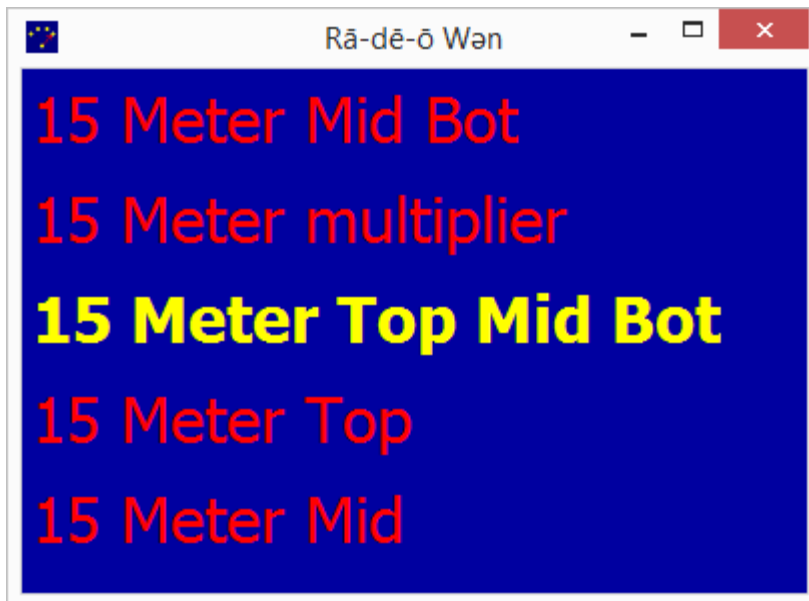 Rā-dē-ō Wən
15 Meter Mid Bot
15 Meter multiplier
15 Meter Top Mid Bot
15 Meter Top
15 Meter Mid